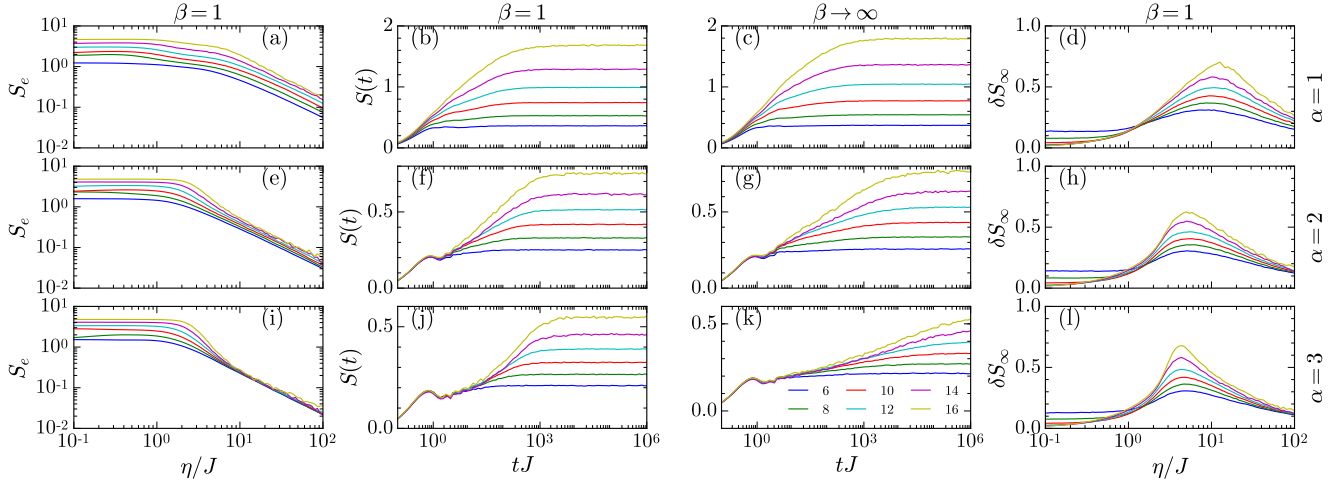 β = 1 β = 1 β → ∞ β = 1
10^1 10^0 10^-1 10^-2 S_e (a)
2 1 0 S(t) (b)
2 1 0 S(t) (c)
1.0 0.5 0.0 δS_∞ (d) α = 1
10^1 10^0 10^-1 10^-2 S_e (e)
0.5 0.0 S(t) (f)
0.5 0.0 S(t) (g)
1.0 0.5 0.0 δS_∞ (h) α = 2
10^1 10^0 10^-1 10^-2 S_e (i)
0.5 0.0 S(t) (j)
0.5 0.0 S(t) (k)
6 10 14
8 12 16
1.0 0.5 0.0 δS_∞ (l) α = 3
10^-1 10^0 10^1 10^2 10^0 10^3 10^6 10^0 10^3 10^6 10^-1 10^0 10^1 10^2
η/J tJ tJ η/J